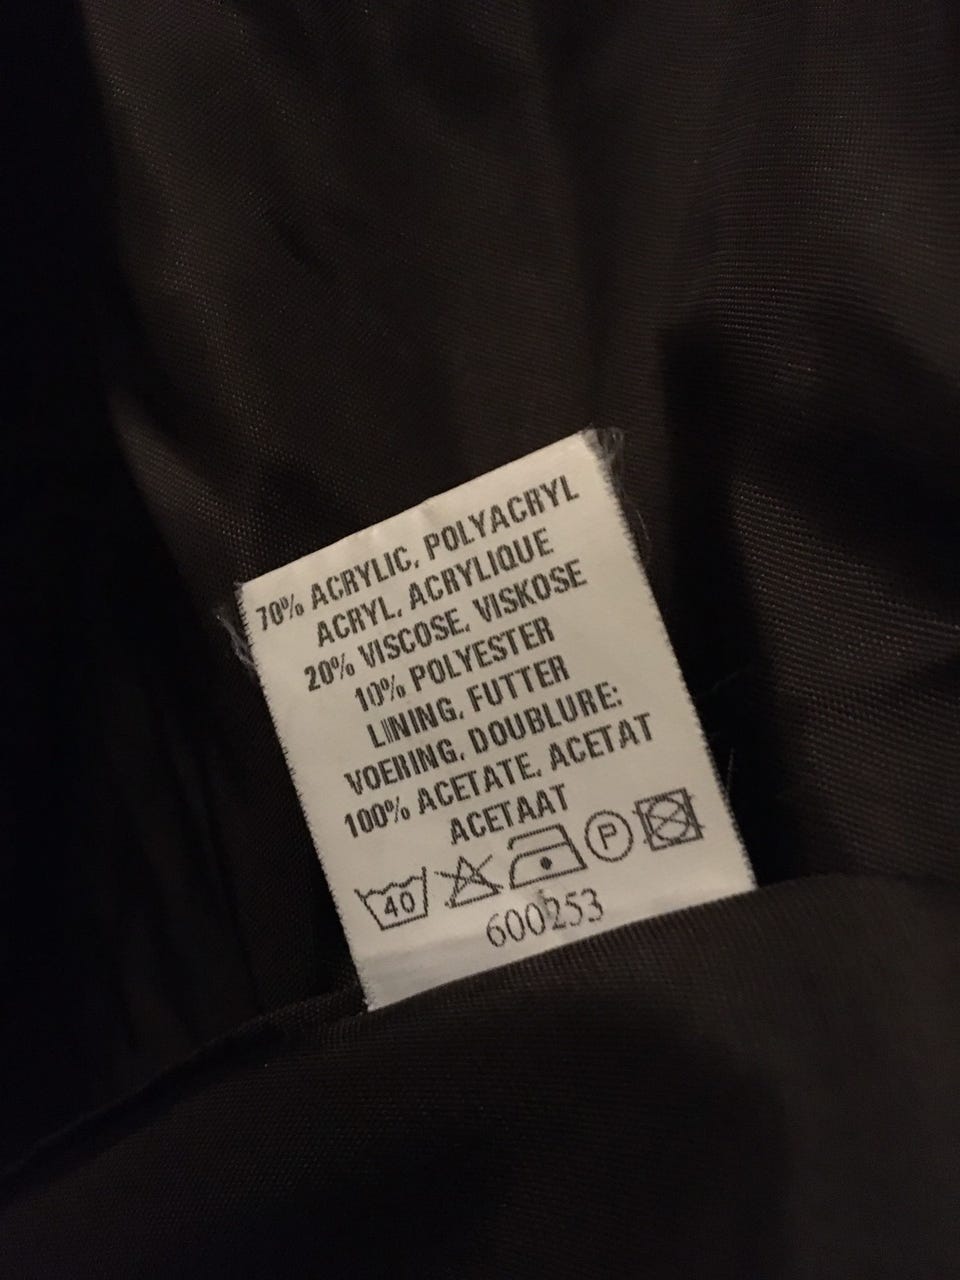 70% ACRYLIC, POLYACRYL
ACRYL, ACRYLIQUE
20% VISCOSE, VISKOSE
10% POLYESTER
LINING, FUTTER
VOERING, DOUBLURE:
100% ACETATE, ACETAT
ACETAAT
40 P
600253